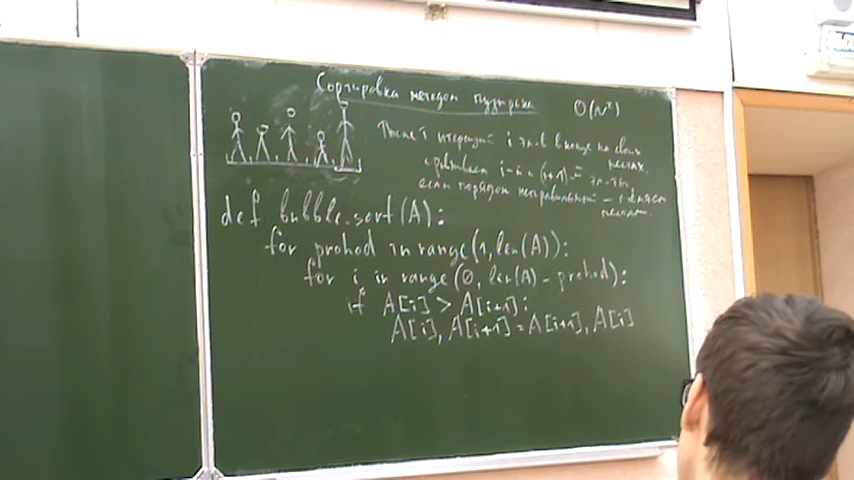 Сортировка методом пузырька O(N²)
После i итераций i эл-в в конце на своих
местах.
сравниваем i-й с (i+1)-м эл-ты,
если порядок неправильный – меняем
местами.
def bubble_sort(A):
for prohod in range(1, len(A)):
for i in range(0, len(A) - prohod):
if A[i] > A[i+1]:
A[i], A[i+1] = A[i+1], A[i]